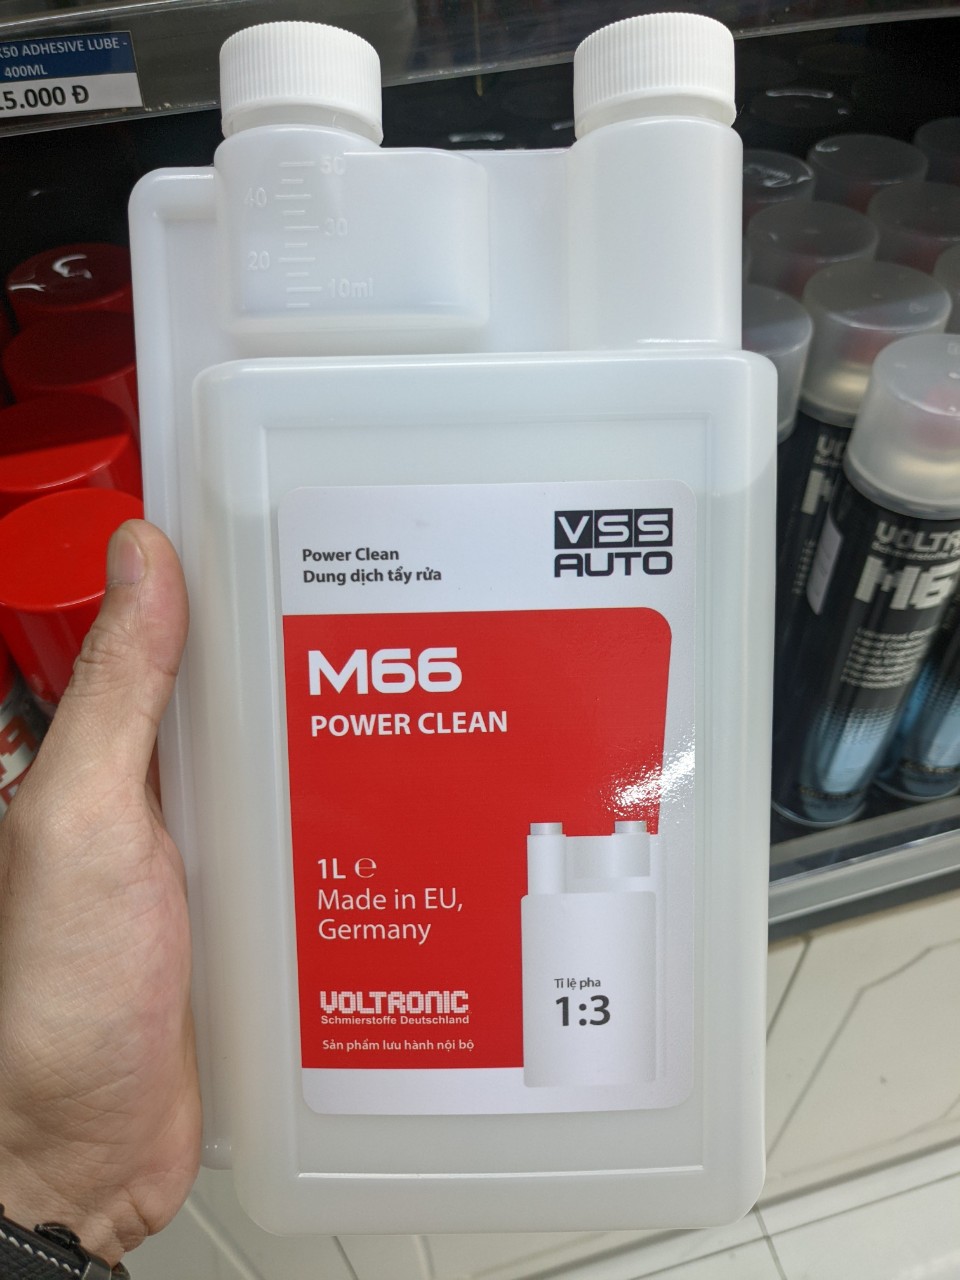 K50 ADHESIVE LUBE -
400ML
5.000 Đ
50
40
30
20
10ml
Power Clean
Dung dịch tẩy rửa
VSS
AUTO
M66
POWER CLEAN
1L ℮
Made in EU,
Germany
VOLTRONIC
Schmierstoffe Deutschland
Sản phẩm lưu hành nội bộ
Tỉ lệ pha
1:3